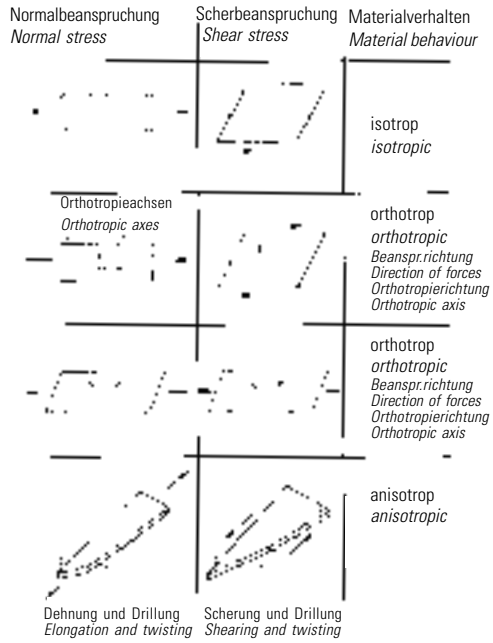 Normalbeanspruchung
Normal stress
Scherbeanspruchung
Shear stress
Materialverhalten
Material behaviour
isotrop
isotropic
Orthotropieachsen
Orthotropic axes
orthotrop
orthotropic
Beanspr.richtung
Direction of forces
Orthotropierichtung
Orthotropic axis
orthotrop
orthotropic
Beanspr.richtung
Direction of forces
Orthotropierichtung
Orthotropic axis
anisotrop
anisotropic
Dehnung und Drillung
Elongation and twisting
Scherung und Drillung
Shearing and twisting